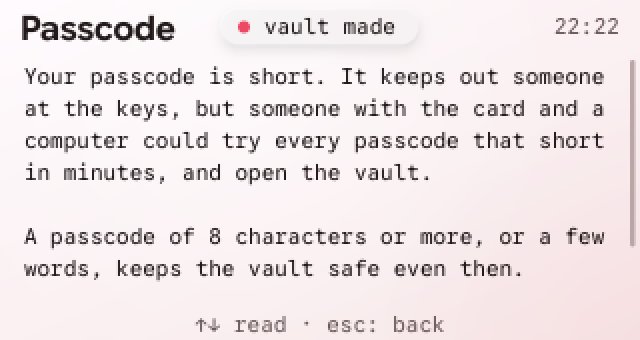 Passcode
vault made
22:22
Your passcode is short. It keeps out someone
at the keys, but someone with the card and a
computer could try every passcode that short
in minutes, and open the vault.
A passcode of 8 characters or more, or a few
words, keeps the vault safe even then.
↑↓ read · esc: back